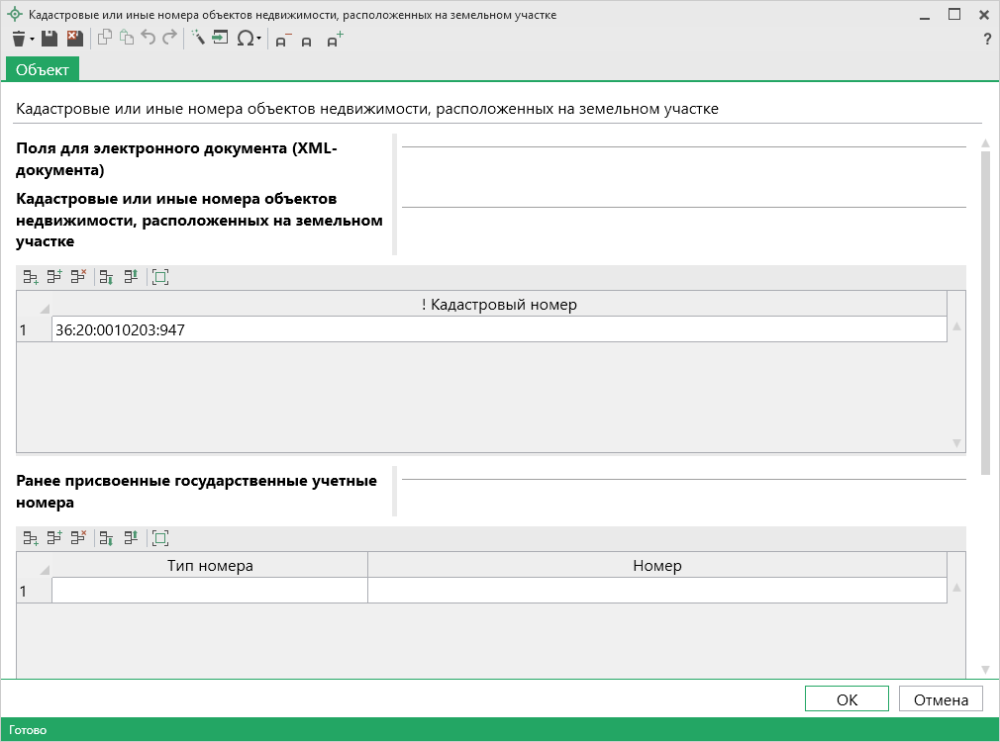 Кадастровые или иные номера объектов недвижимости, расположенных на земельном участке
?
Объект
Кадастровые или иные номера объектов недвижимости, расположенных на земельном участке
Поля для электронного документа (XML-
документа)
Кадастровые или иные номера объектов
недвижимости, расположенных на земельном
участке
! Кадастровый номер
1 36:20:0010203:947
Ранее присвоенные государственные учетные
номера
Тип номера Номер
1
ОК Отмена
Готово